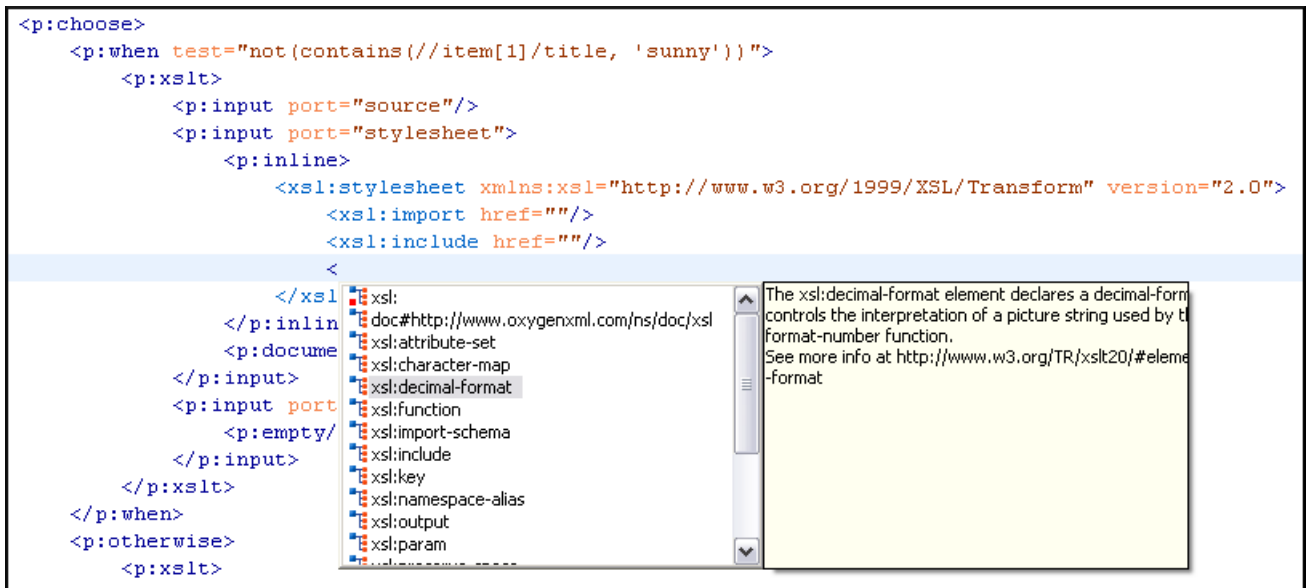 <p:choose>
<p:when test="not(contains(//item[1]/title, 'sunny'))">
<p:xslt>
<p:input port="source"/>
<p:input port="stylesheet">
<p:inline>
<xsl:stylesheet xmlns:xsl="http://www.w3.org/1999/XSL/Transform" version="2.0">
<xsl:import href=""/>
<xsl:include href=""/>
<
</xsl
</p:inlin
<p:docume
</p:input>
<p:input port
<p:empty/
</p:input>
</p:xslt>
</p:when>
<p:otherwise>
<p:xslt>
xsl:
doc#http://www.oxygenxml.com/ns/doc/xsl
xsl:attribute-set
xsl:character-map
xsl:decimal-format
xsl:function
xsl:import-schema
xsl:include
xsl:key
xsl:namespace-alias
xsl:output
xsl:param
The xsl:decimal-format element declares a decimal-form
controls the interpretation of a picture string used by th
format-number function.
See more info at http://www.w3.org/TR/xslt20/#eleme
-format